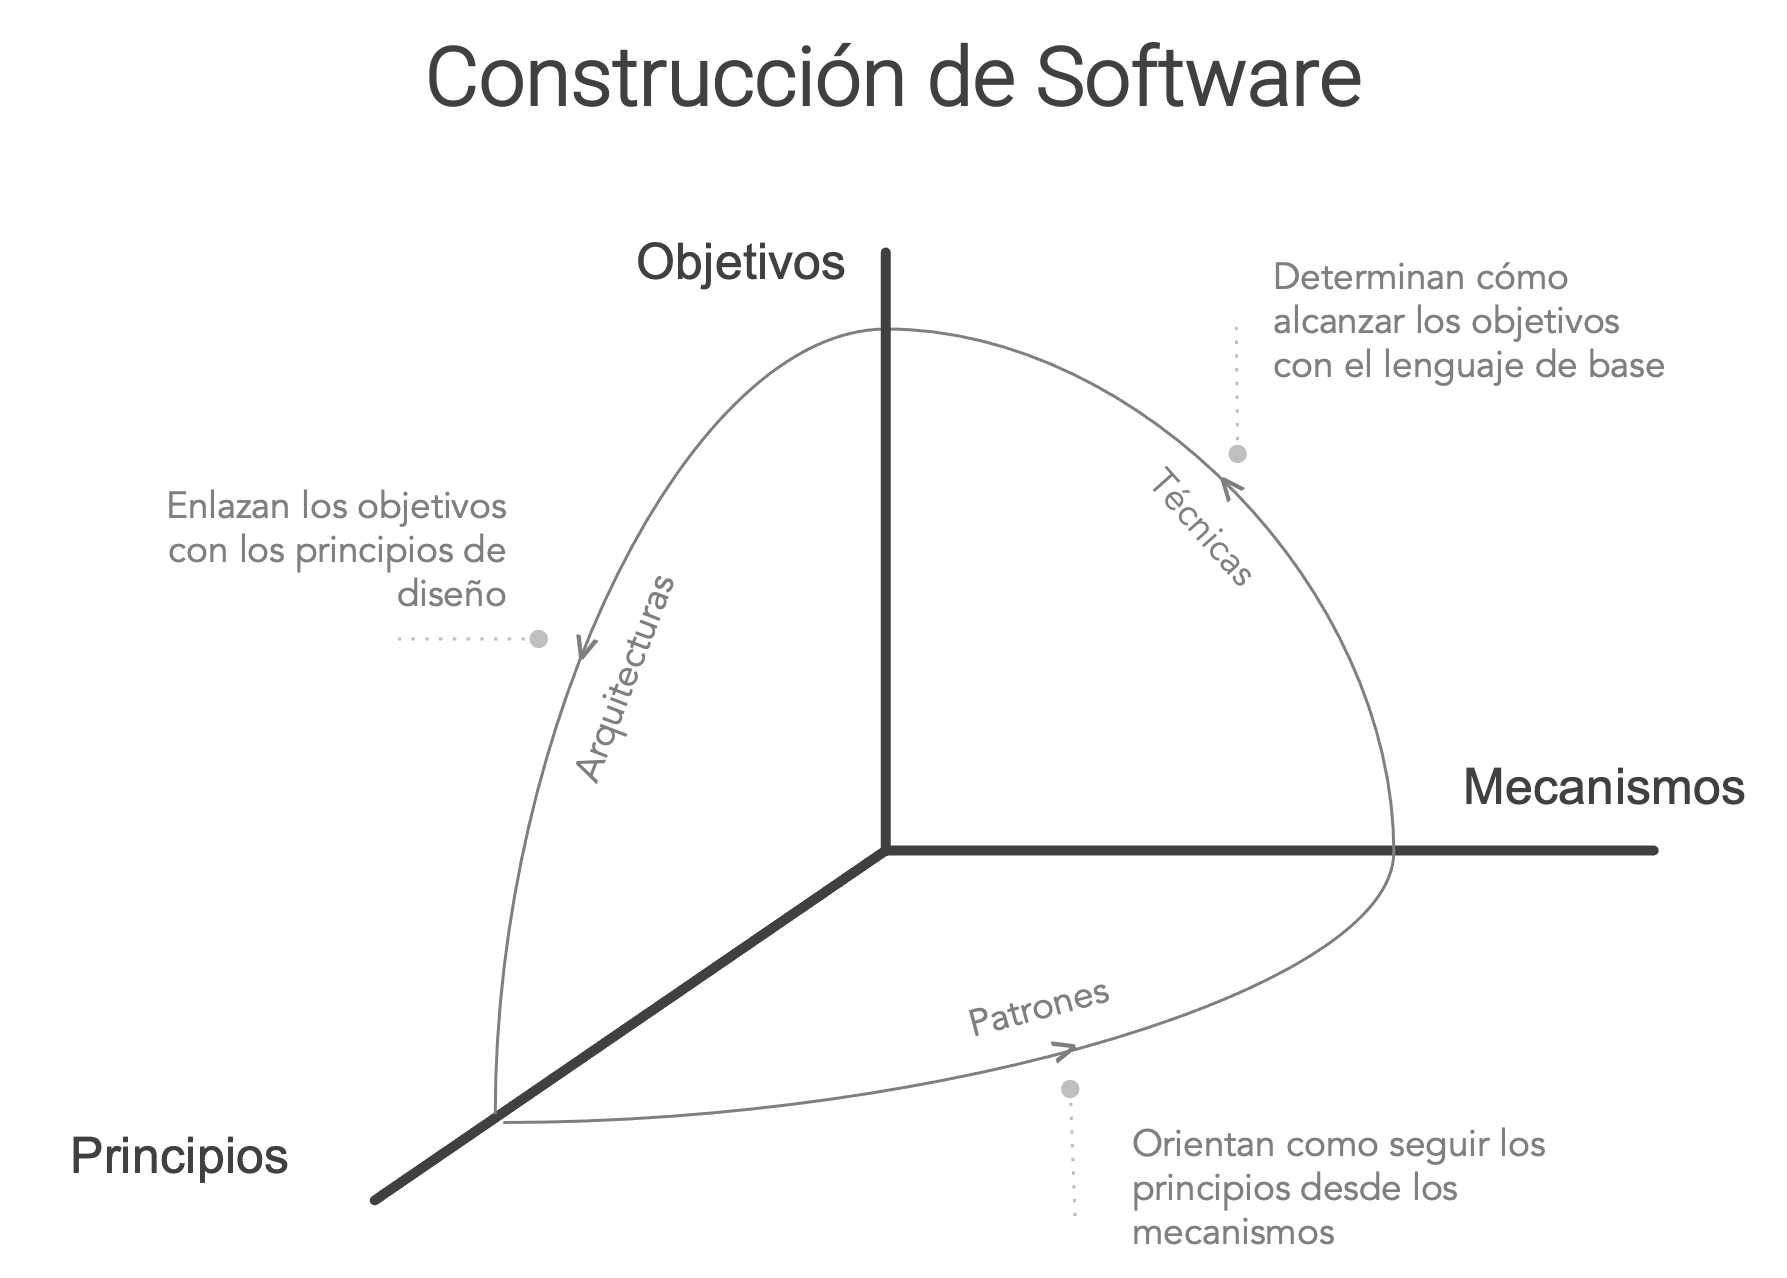 Construcción de Software
Objetivos
Determinan cómo
alcanzar los objetivos
con el lenguaje de base
Técnicas
Enlazan los objetivos
con los principios de
diseño
Arquitecturas
Mecanismos
Patrones
Principios
Orientan como seguir los
principios desde los
mecanismos